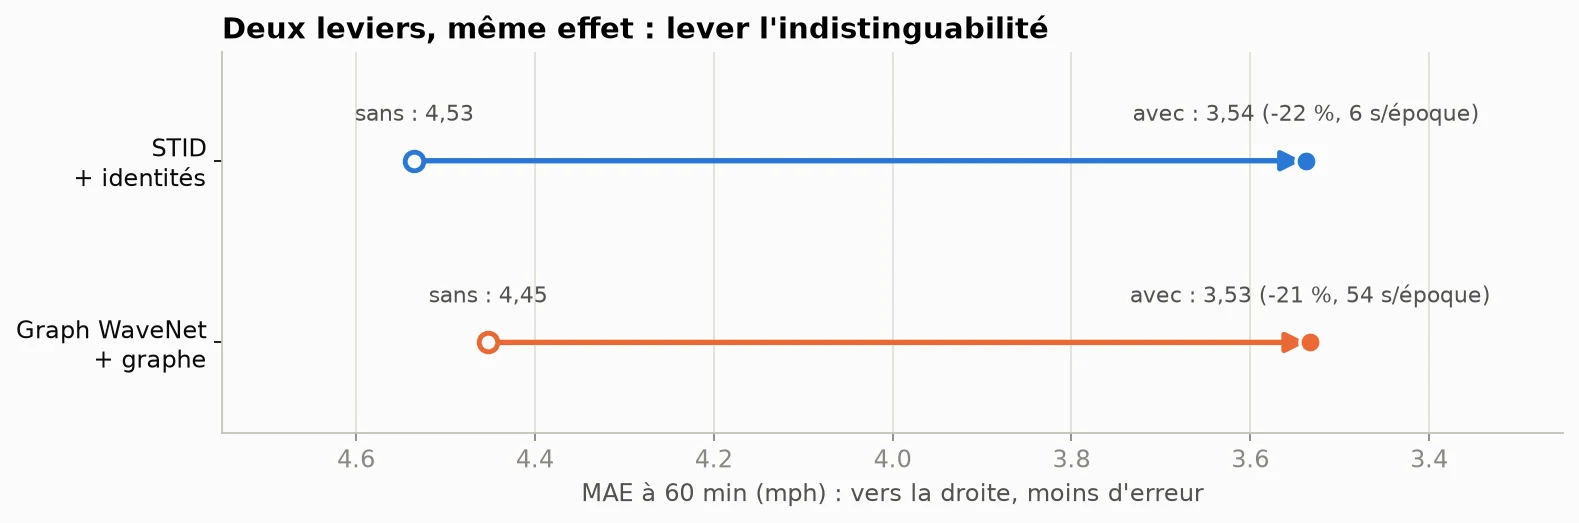 Deux leviers, même effet : lever l'indistinguabilité
sans : 4,53
avec : 3,54 (-22 %, 6 s/époque)
STID
+ identités
sans : 4,45
avec : 3,53 (-21 %, 54 s/époque)
Graph WaveNet
+ graphe
4.6
4.4
4.2
4.0
3.8
3.6
3.4
MAE à 60 min (mph) : vers la droite, moins d'erreur